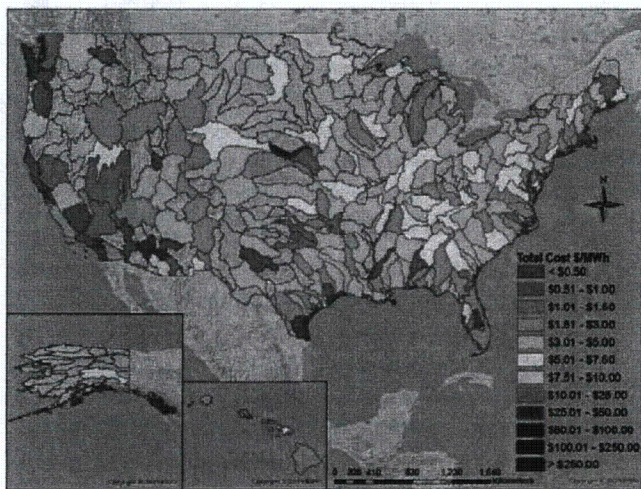 N
Total Cost $/MWh
< $0.50
$0.51 - $1.00
$1.01 - $1.50
$1.51 - $3.00
$3.01 - $5.00
$5.01 - $7.50
$7.51 - $10.00
$10.01 - $25.00
$25.01 - $50.00
$50.01 - $100.00
$100.01 - $250.00
> $250.00
Kilometers